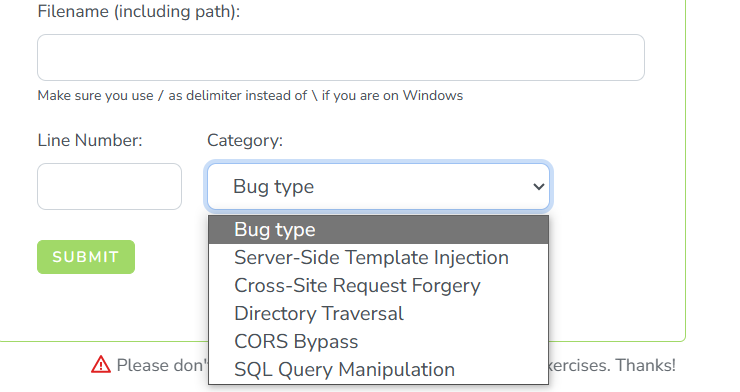 Filename (including path):
Make sure you use / as delimiter instead of \ if you are on Windows
Line Number:
Category:
Bug type
Bug type
Server-Side Template Injection
Cross-Site Request Forgery
Directory Traversal
CORS Bypass
SQL Query Manipulation
SUBMIT
Please don' xercises. Thanks!